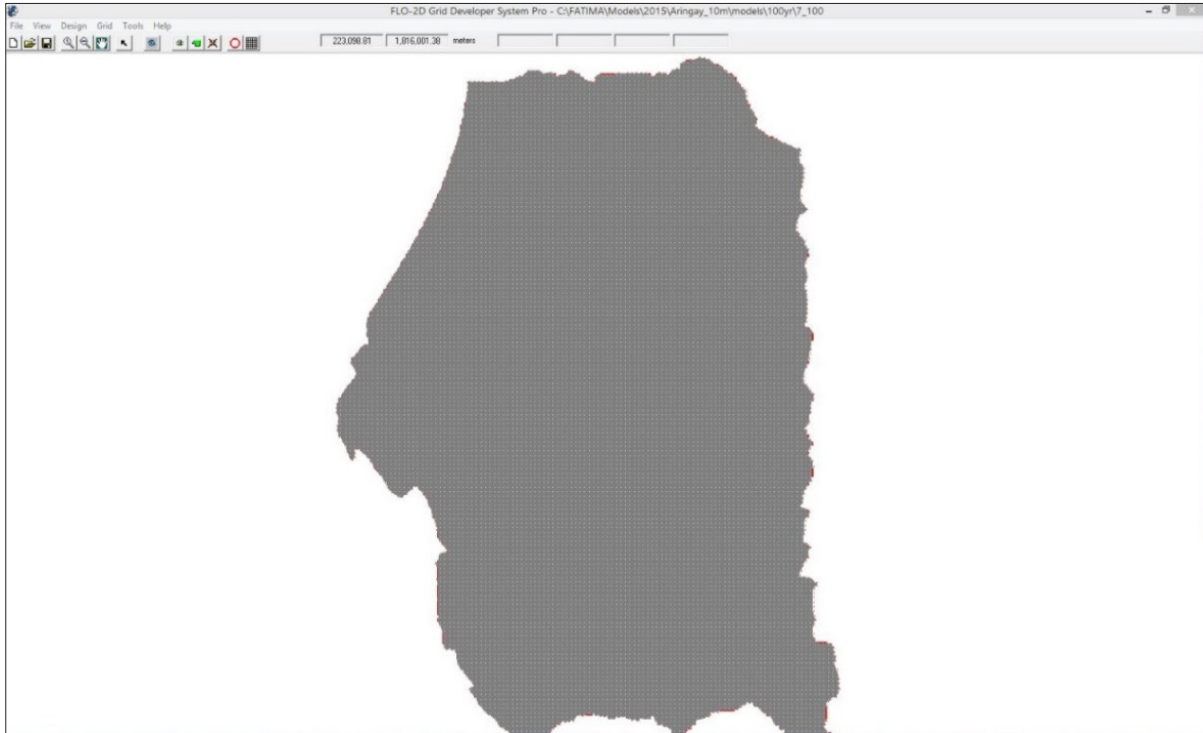 FLO-2D Grid Developer System Pro - C:\FATIMA\Models\2015\Aringay_10m\models\100yr\7_100
File View Design Grid Tools Help
223,098.81 1,816,001.38 meters